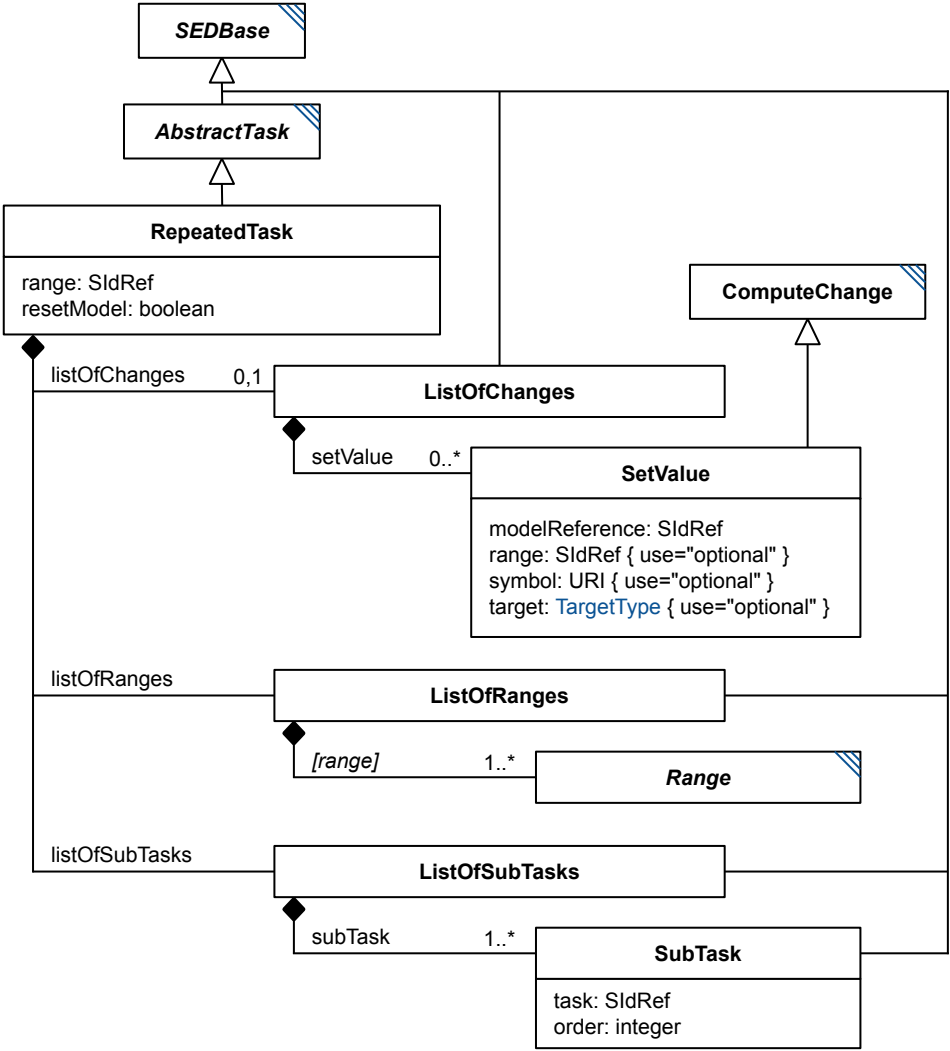 SEDBase
AbstractTask
RepeatedTask
range: SIdRef
resetModel: boolean
ComputeChange
listOfChanges 0,1
ListOfChanges
setValue 0..*
SetValue
modelReference: SIdRef
range: SIdRef { use="optional" }
symbol: URI { use="optional" }
target: TargetType { use="optional" }
listOfRanges
ListOfRanges
[range] 1..*
Range
listOfSubTasks
ListOfSubTasks
subTask 1..*
SubTask
task: SIdRef
order: integer